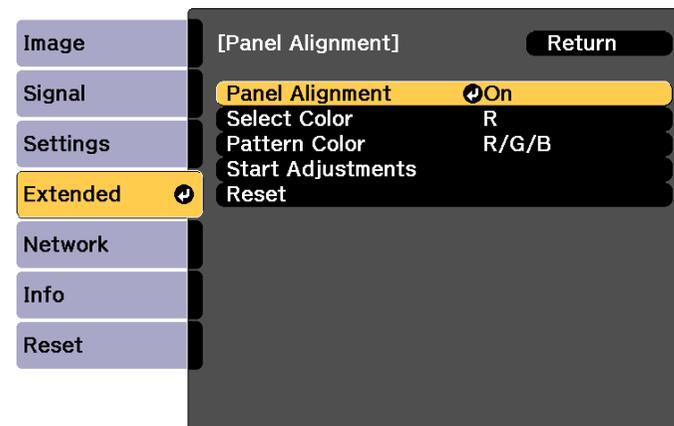 Image
Signal
Settings
Extended
Network
Info
Reset
[Panel Alignment]
Return
Panel Alignment On
Select Color R
Pattern Color R/G/B
Start Adjustments
Reset